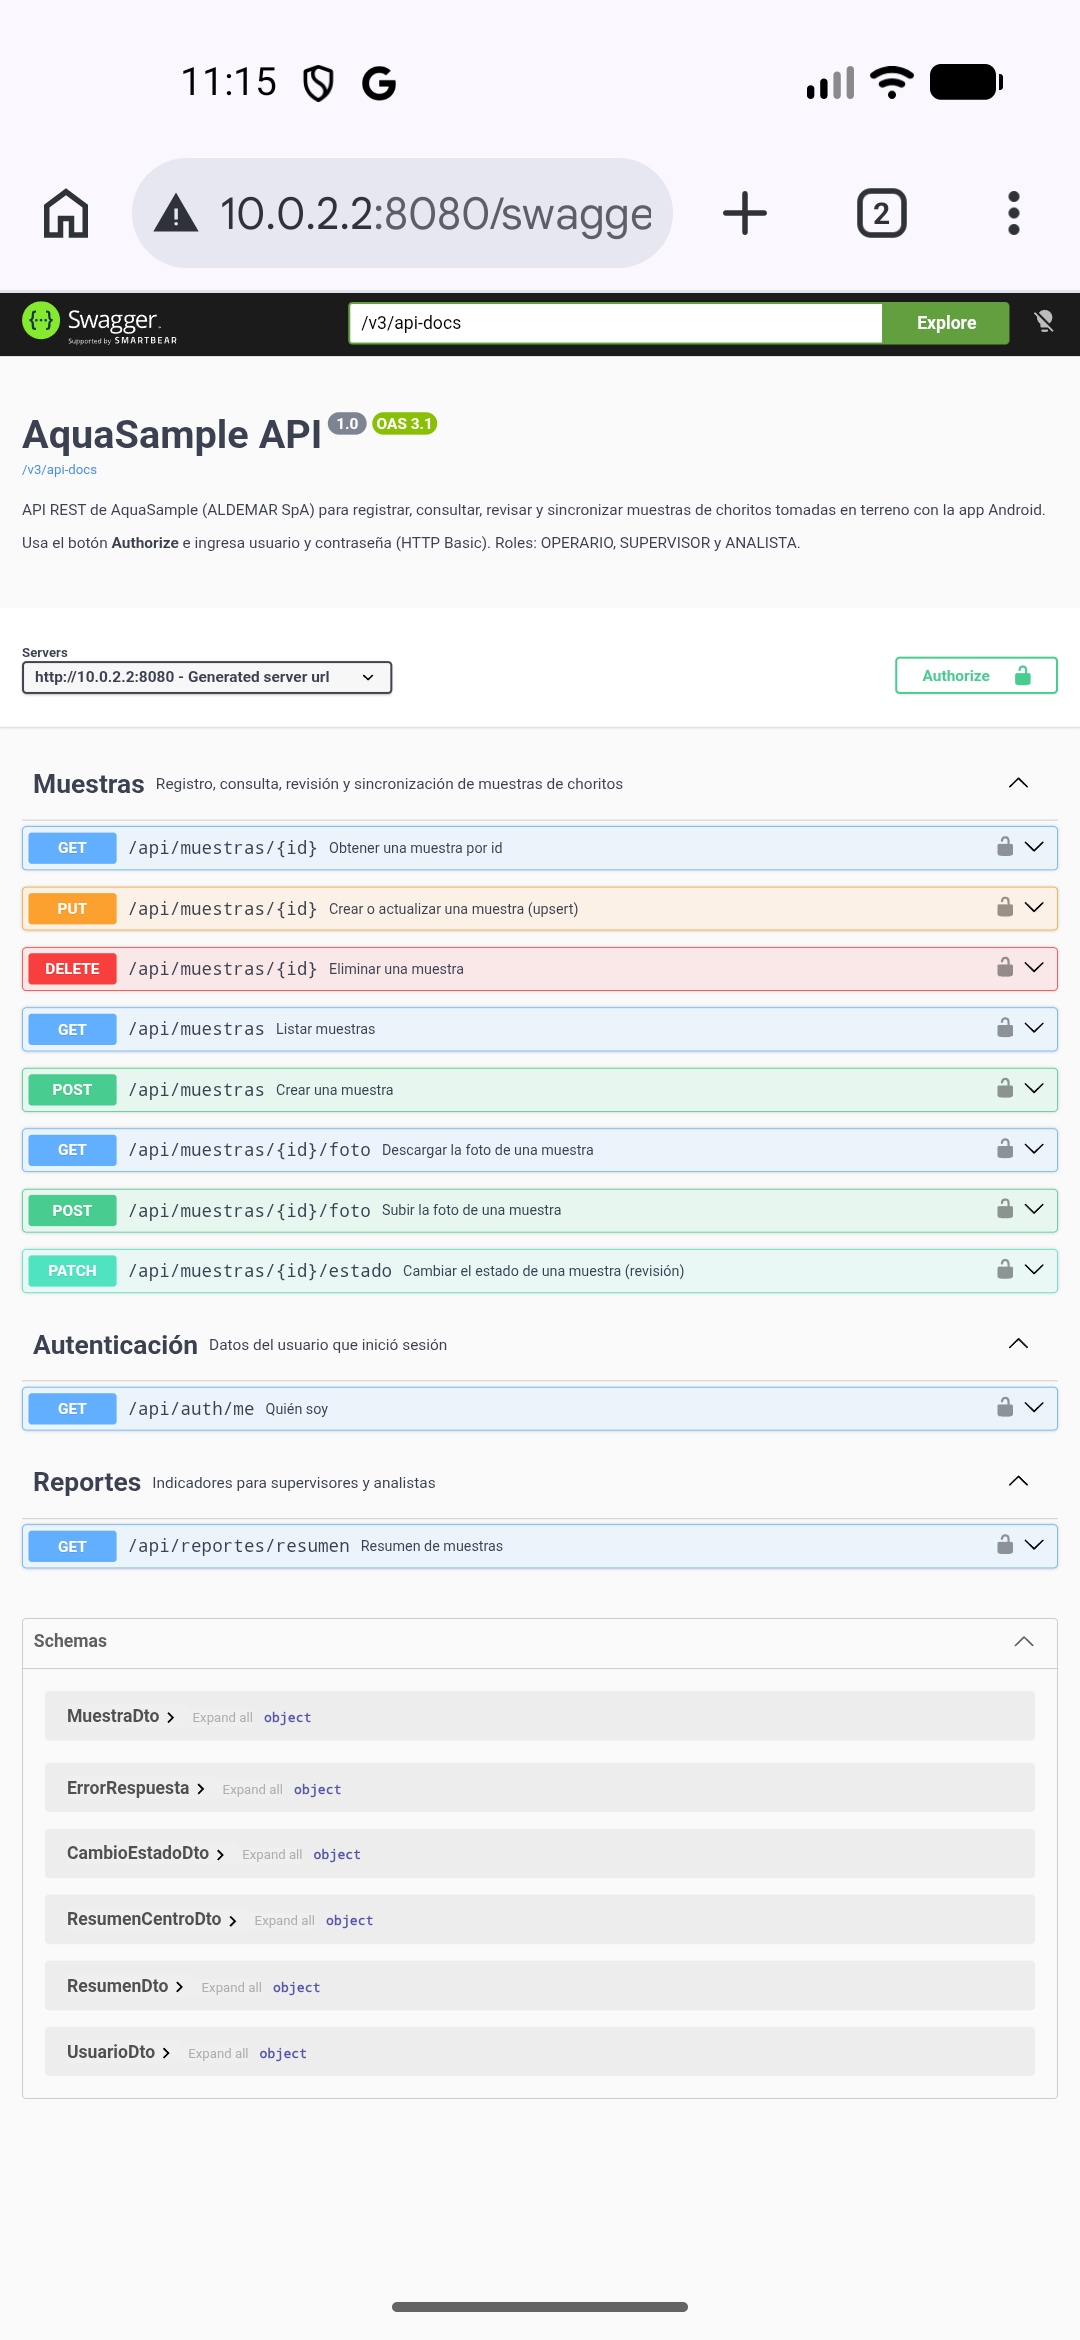 11:15
10.0.2.2:8080/swagge
2
Swagger.
Supported by SMARTBEAR
/v3/api-docs
Explore
AquaSample API 1.0 OAS 3.1
/v3/api-docs
API REST de AquaSample (ALDEMAR SpA) para registrar, consultar, revisar y sincronizar muestras de choritos tomadas en terreno con la app Android.
Usa el botón Authorize e ingresa usuario y contraseña (HTTP Basic). Roles: OPERARIO, SUPERVISOR y ANALISTA.
Servers
http://10.0.2.2:8080 - Generated server url
Authorize
Muestras Registro, consulta, revisión y sincronización de muestras de choritos
GET /api/muestras/{id} Obtener una muestra por id
PUT /api/muestras/{id} Crear o actualizar una muestra (upsert)
DELETE /api/muestras/{id} Eliminar una muestra
GET /api/muestras Listar muestras
POST /api/muestras Crear una muestra
GET /api/muestras/{id}/foto Descargar la foto de una muestra
POST /api/muestras/{id}/foto Subir la foto de una muestra
PATCH /api/muestras/{id}/estado Cambiar el estado de una muestra (revisión)
Autenticación Datos del usuario que inició sesión
GET /api/auth/me Quién soy
Reportes Indicadores para supervisores y analistas
GET /api/reportes/resumen Resumen de muestras
Schemas
MuestraDto Expand all object
ErrorRespuesta Expand all object
CambioEstadoDto Expand all object
ResumenCentroDto Expand all object
ResumenDto Expand all object
UsuarioDto Expand all object